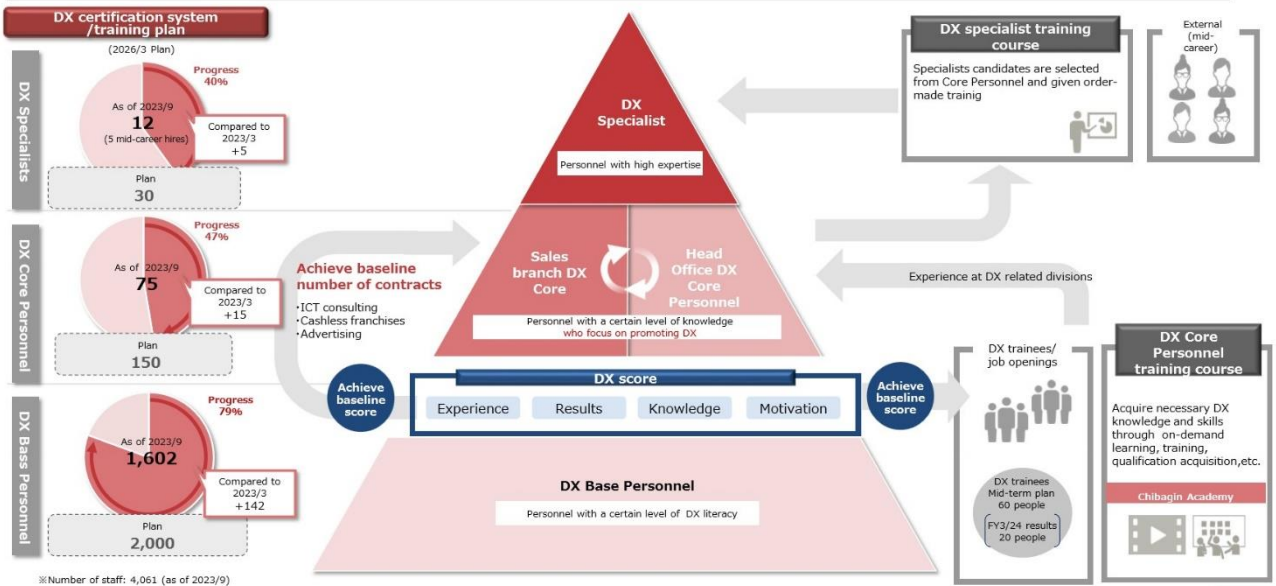 DX certification system
/training plan
(2026/3 Plan)
DX Specialists
Progress
40%
As of 2023/9
12
(5 mid-career hires)
Compared to
2023/3
+5
Plan
30
DX Core Personnel
Progress
47%
As of 2023/9
75
Compared to
2023/3
+15
Plan
150
DX Bass Personnel
Progress
79%
As of 2023/9
1,602
Compared to
2023/3
+142
Plan
2,000
※Number of staff: 4,061 (as of 2023/9)
Achieve baseline
number of contracts
・ICT consulting
・Cashless franchises
・Advertising
Achieve
baseline
score
DX
Specialist
Personnel with high expertise
Sales
branch DX
Core
Head
Office DX
Core
Personnel
Personnel with a certain level of knowledge
who focus on promoting DX
DX score
Experience
Results
Knowledge
Motivation
Achieve
baseline
score
DX Base Personnel
Personnel with a certain level of DX literacy
DX specialist training
course
Specialists candidates are selected
from Core Personnel and given order-
made trainig
External
(mid-
career)
Experience at DX related divisions
DX trainees/
job openings
DX trainees
Mid-term plan
60 people
FY3/24 results
20 people
DX Core
Personnel
training course
Acquire necessary DX
knowledge and skills
through on-demand
learning, training,
qualification acquisition,etc.
Chibagin Academy